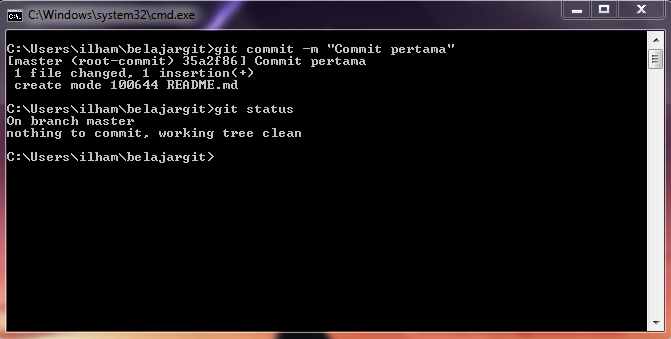 C:\Windows\system32\cmd.exe
C:\Users\ilham\belajargit>git commit -m "Commit pertama"
[master (root-commit) 35a2f86] Commit pertama
 1 file changed, 1 insertion(+)
 create mode 100644 README.md
C:\Users\ilham\belajargit>git status
On branch master
nothing to commit, working tree clean
C:\Users\ilham\belajargit>